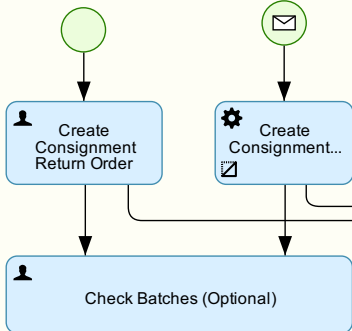 Create
Consignment
Return Order
Create
Consignment...
Check Batches (Optional)